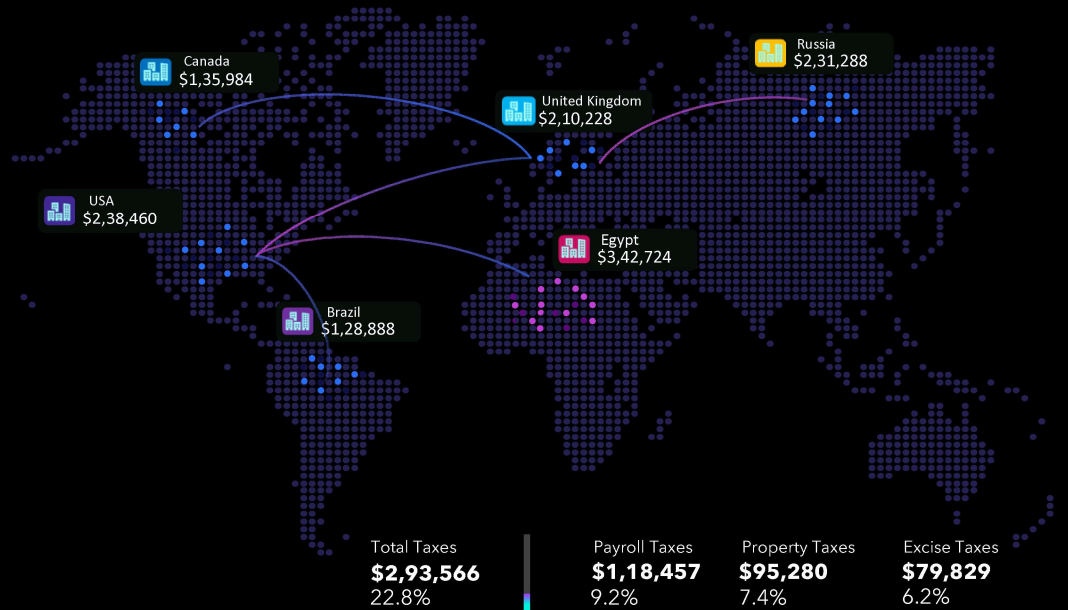 Russia
$2,31,288
Canada
$1,35,984
United Kingdom
$2,10,228
USA
$2,38,460
Egypt
$3,42,724
Brazil
$1,28,888
Total Taxes
$2,93,566
22.8%
Payroll Taxes
$1,18,457
9.2%
Property Taxes
$95,280
7.4%
Excise Taxes
$79,829
6.2%